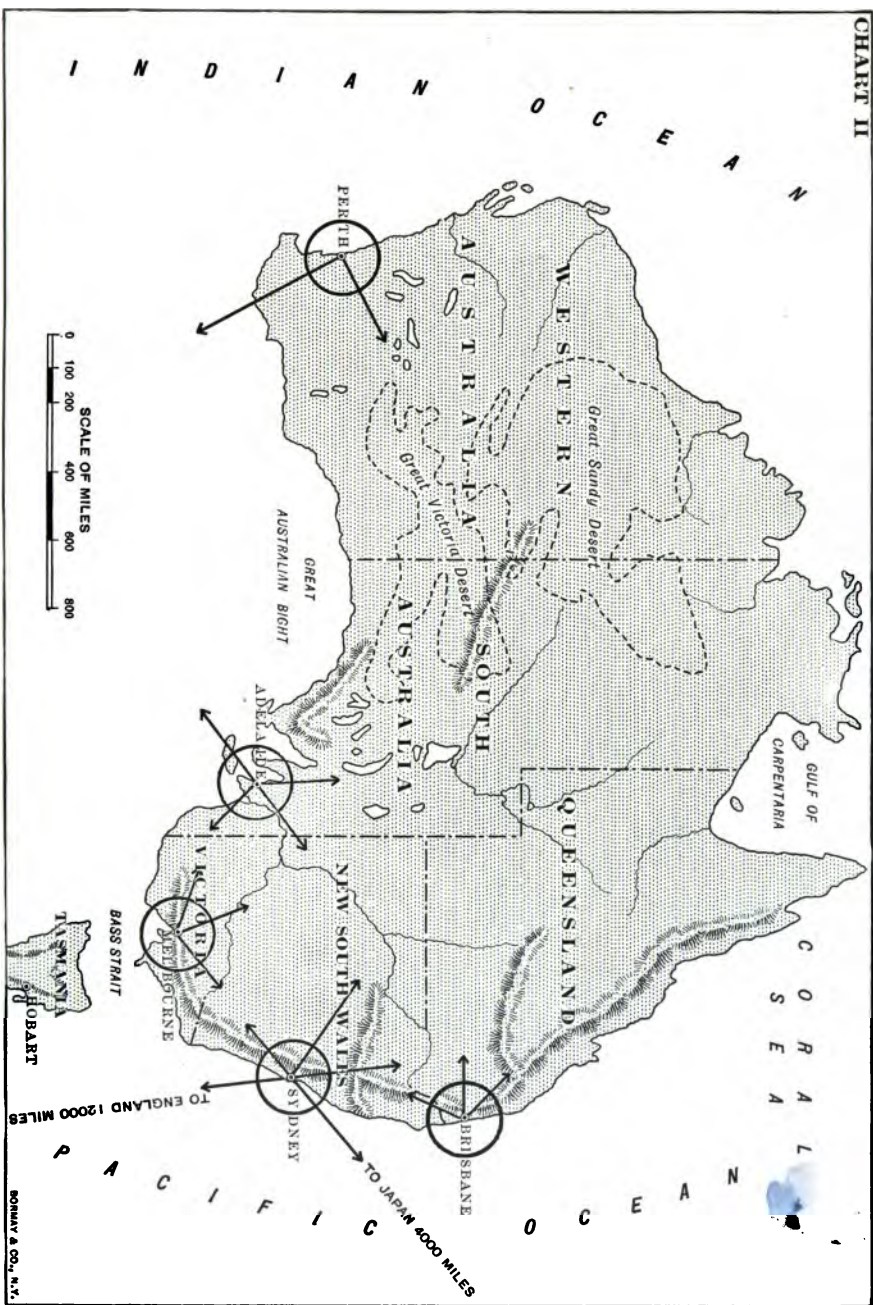 CHART II
INDIAN OCEAN
CORAL SEA
PACIFIC OCEAN
GULF OF
CARPENTARIA
WESTERN
AUSTRALIA
Great Sandy Desert
Great Victoria Desert
SOUTH
AUSTRALIA
QUEENSLAND
NEW SOUTH WALES
VICTORIA
PERTH
ADELAIDE
MELBOURNE
SYDNEY
BRISBANE
GREAT
AUSTRALIAN BIGHT
BASS STRAIT
TASMANIA
HOBART
TO ENGLAND 12000 MILES
TO JAPAN 4000 MILES
SCALE OF MILES
0 100 200 400 600 800
BORMAY & CO., N.Y.